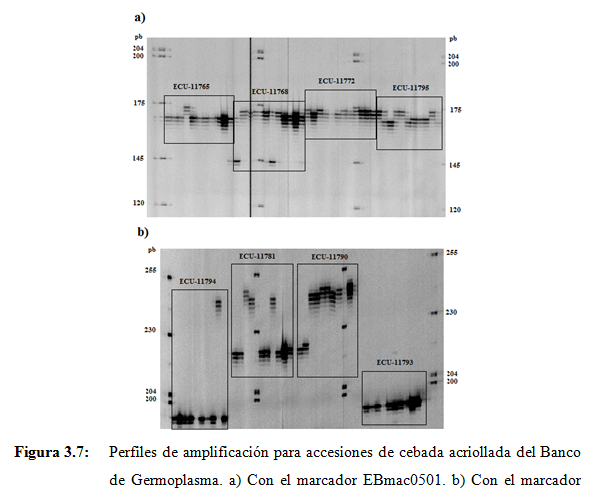 a)
pb
pb
204
200
204
200
ECU-11765
ECU-11768
ECU-11772
ECU-11795
175
175
145
145
120
120
b)
pb
255
255
ECU-11794
ECU-11781
ECU-11790
230
230
ECU-11793
204
200
204
200
Figura 3.7: Perfiles de amplificación para accesiones de cebada acriollada del Banco
de Germoplasma. a) Con el marcador EBmac0501. b) Con el marcador